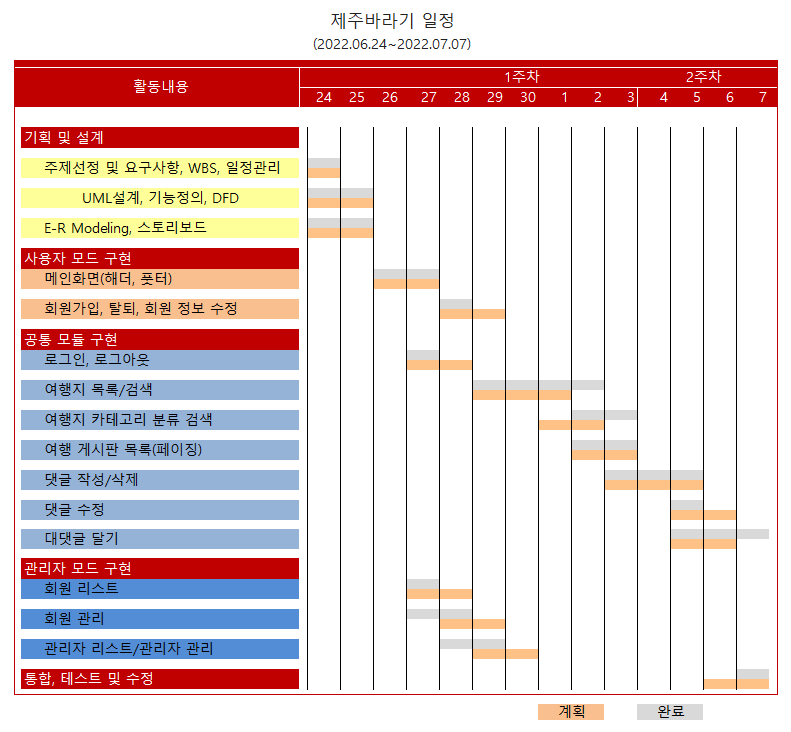 제주바라기 일정
(2022.06.24~2022.07.07)
활동내용
1주차 2주차
24 25 26 27 28 29 30 1 2 3 4 5 6 7
기획 및 설계
주제선정 및 요구사항, WBS, 일정관리
UML설계, 기능정의, DFD
E-R Modeling, 스토리보드
사용자 모드 구현
메인화면(해더, 풋터)
회원가입, 탈퇴, 회원 정보 수정
공통 모듈 구현
로그인, 로그아웃
여행지 목록/검색
여행지 카테고리 분류 검색
여행 게시판 목록(페이징)
댓글 작성/삭제
댓글 수정
대댓글 달기
관리자 모드 구현
회원 리스트
회원 관리
관리자 리스트/관리자 관리
통합, 테스트 및 수정
계획 완료